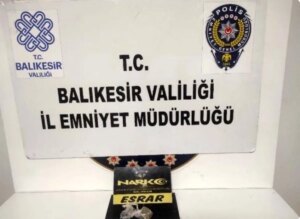 T.C.
BALIKESİR
VALİLİĞİ
POLİS
T.C.
BALIKESİR VALİLİĞİ
İL EMNİYET MÜDÜRLÜĞÜ
NARKO
ESRAR